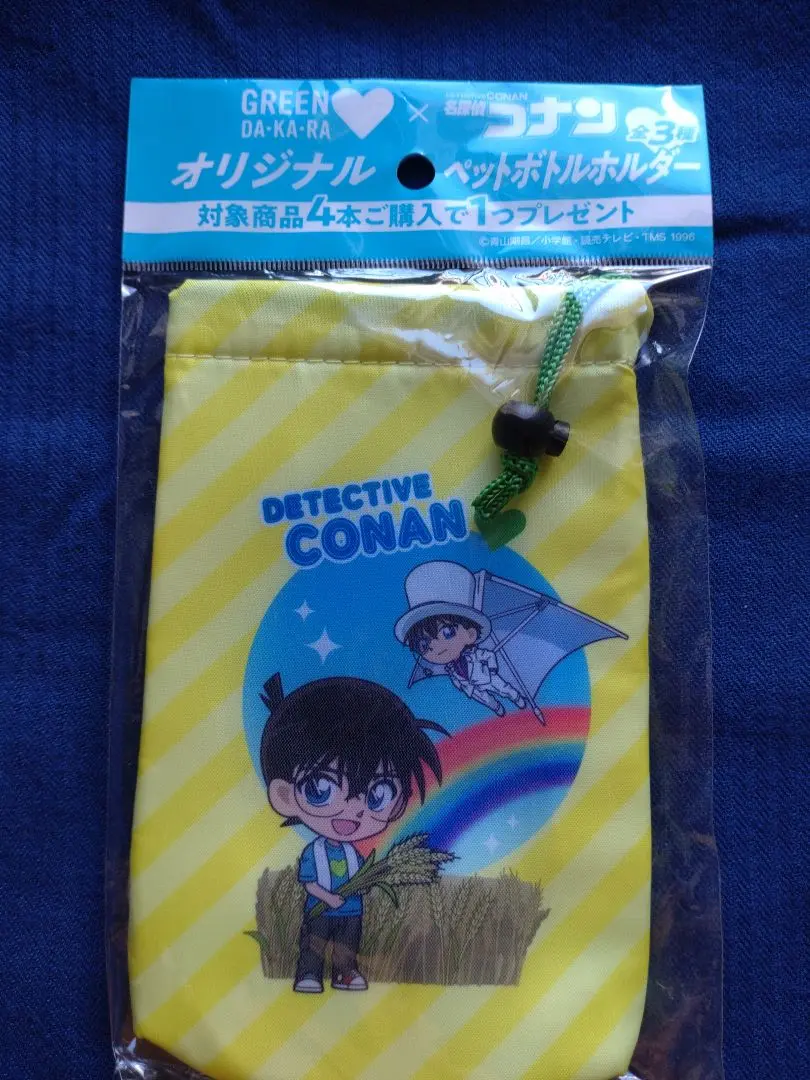 GREEN
DA・KA・RA
×
DETECTIVE CONAN
名探偵コナン
全3種
オリジナル ペットボトルホルダー
対象商品4本ご購入で1つプレゼント
©青山剛昌／小学館・読売テレビ・TMS 1996
DETECTIVE
CONAN